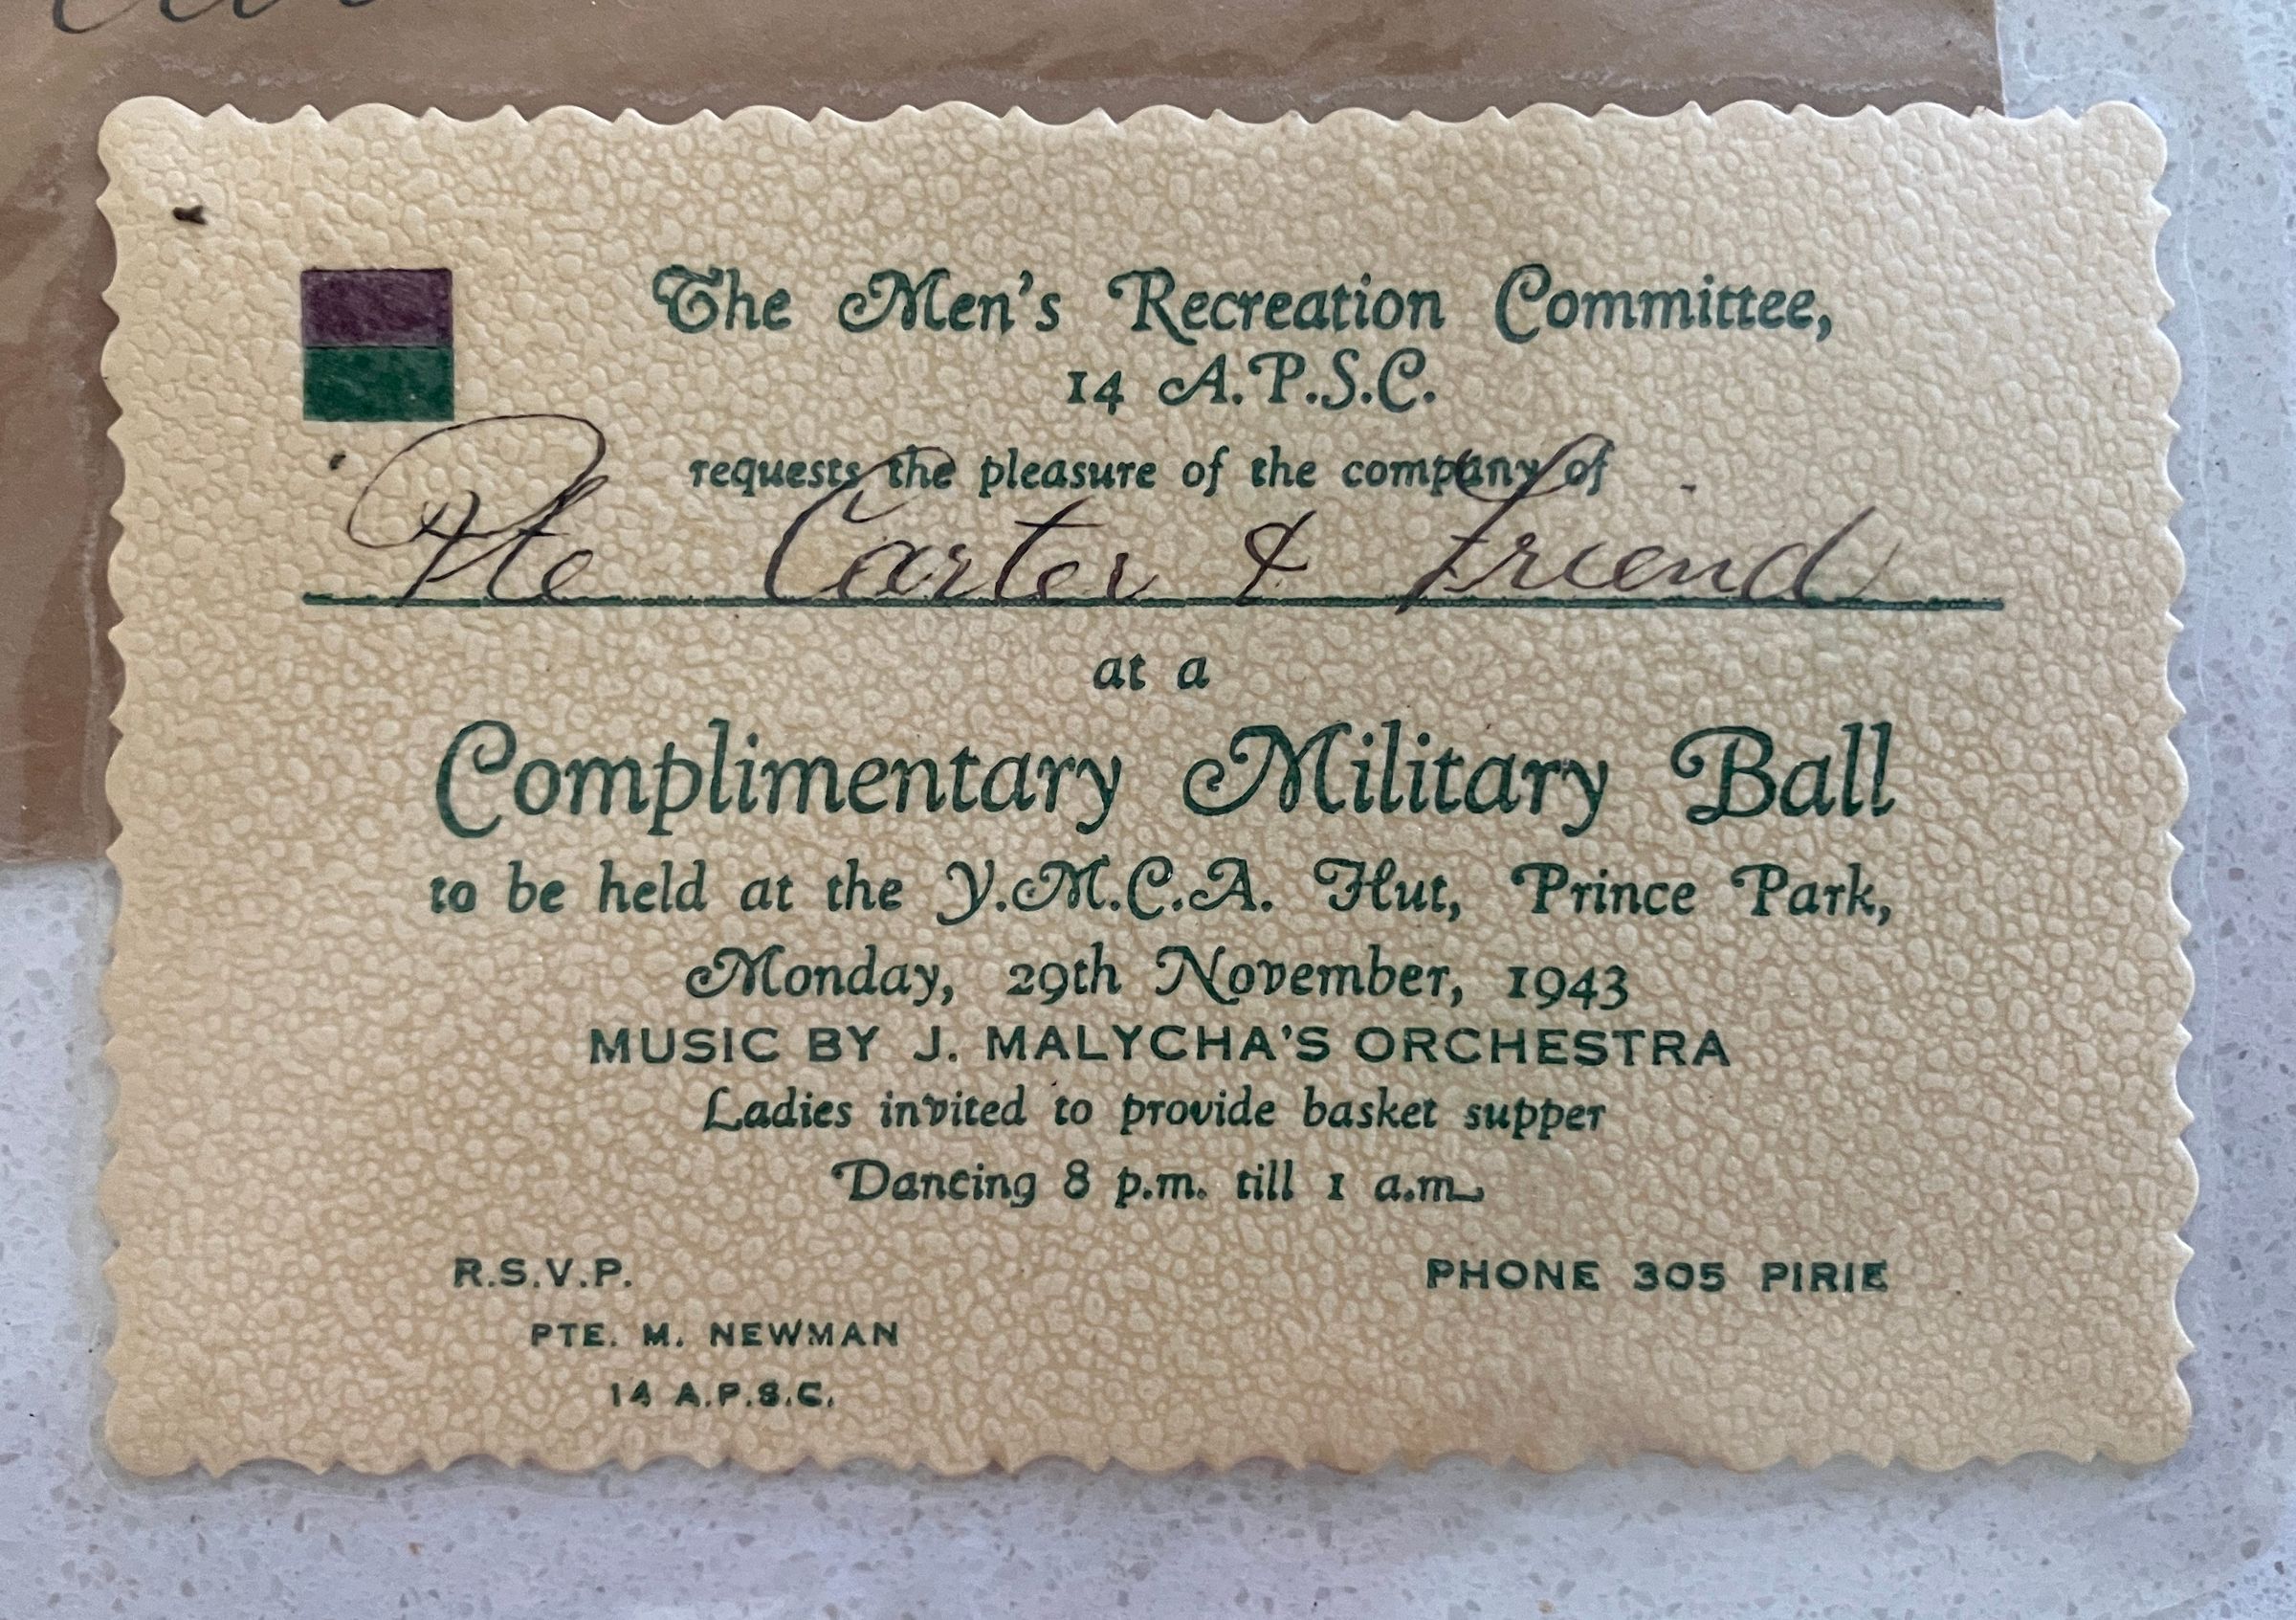 The Men's Recreation Committee,
14 A.P.S.C.
requests the pleasure of the company of
Pte Carter & Friend
at a
Complimentary Military Ball
to be held at the Y.M.C.A. Hut, Prince Park,
Monday, 29th November, 1943
MUSIC BY J. MALYCHA'S ORCHESTRA
Ladies invited to provide basket supper
Dancing 8 p.m. till 1 a.m.
R.S.V.P.
PHONE 305 PIRIE
PTE. M. NEWMAN
14 A.P.S.C.